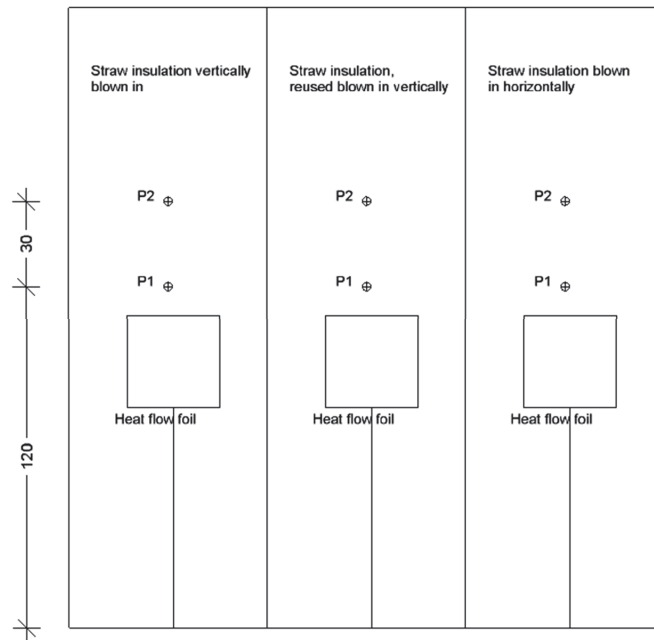 Straw insulation vertically
blown in
Straw insulation,
reused blown in vertically
Straw insulation blown
in horizontally
P2
P2
P2
30
P1
P1
P1
Heat flow foil
Heat flow foil
Heat flow foil
120